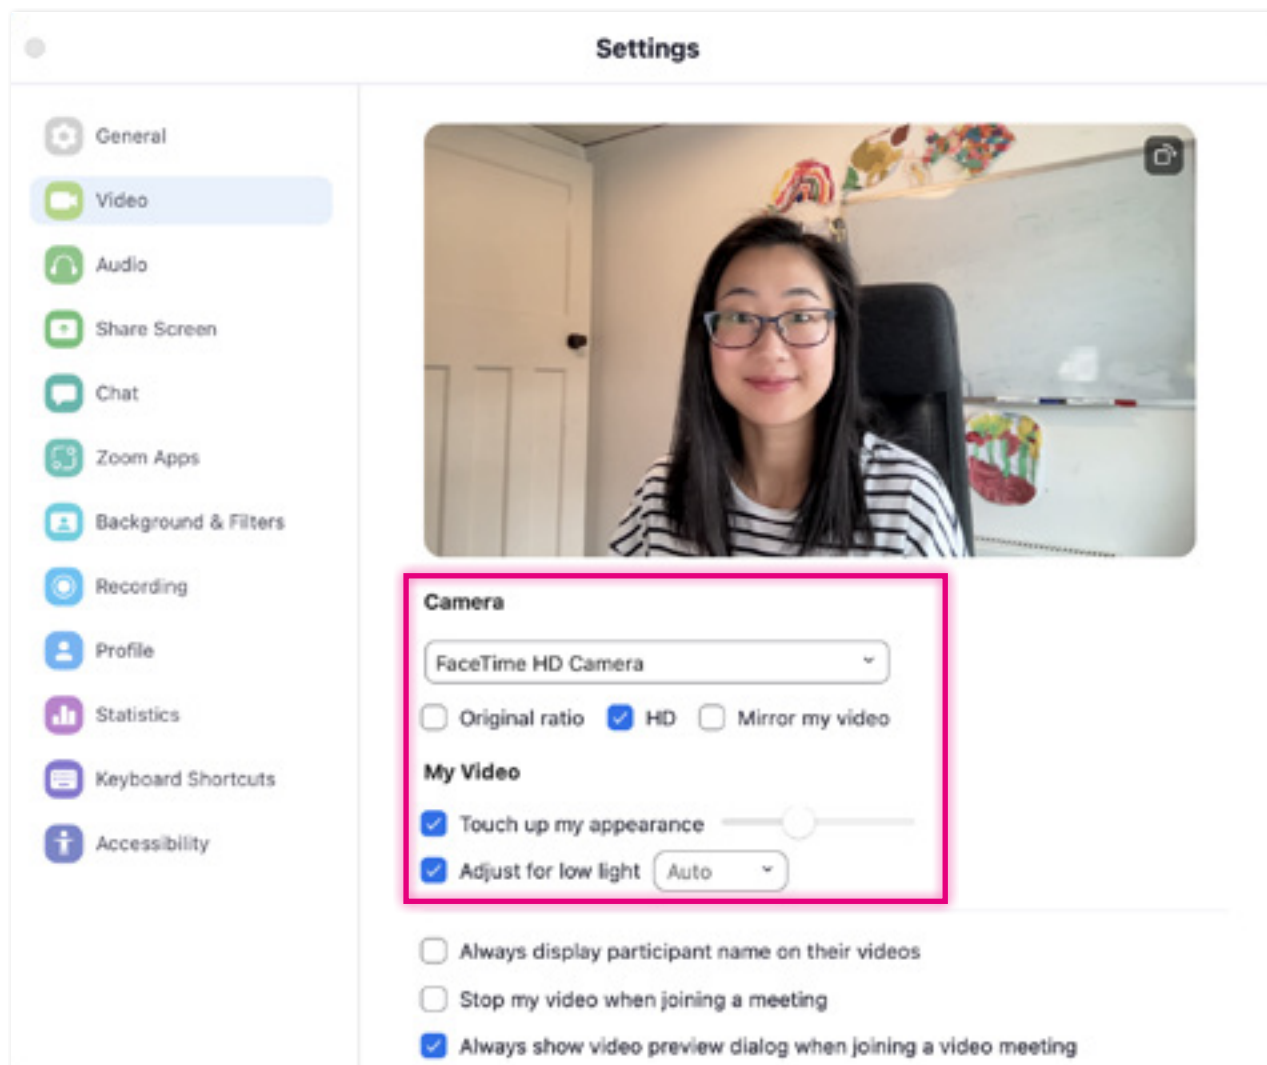 Settings
General
Video
Audio
Share Screen
Chat
Zoom Apps
Background & Filters
Recording
Profile
Statistics
Keyboard Shortcuts
Accessibility
Camera
FaceTime HD Camera
Original ratio HD Mirror my video
My Video
Touch up my appearance
Adjust for low light Auto
Always display participant name on their videos
Stop my video when joining a meeting
Always show video preview dialog when joining a video meeting